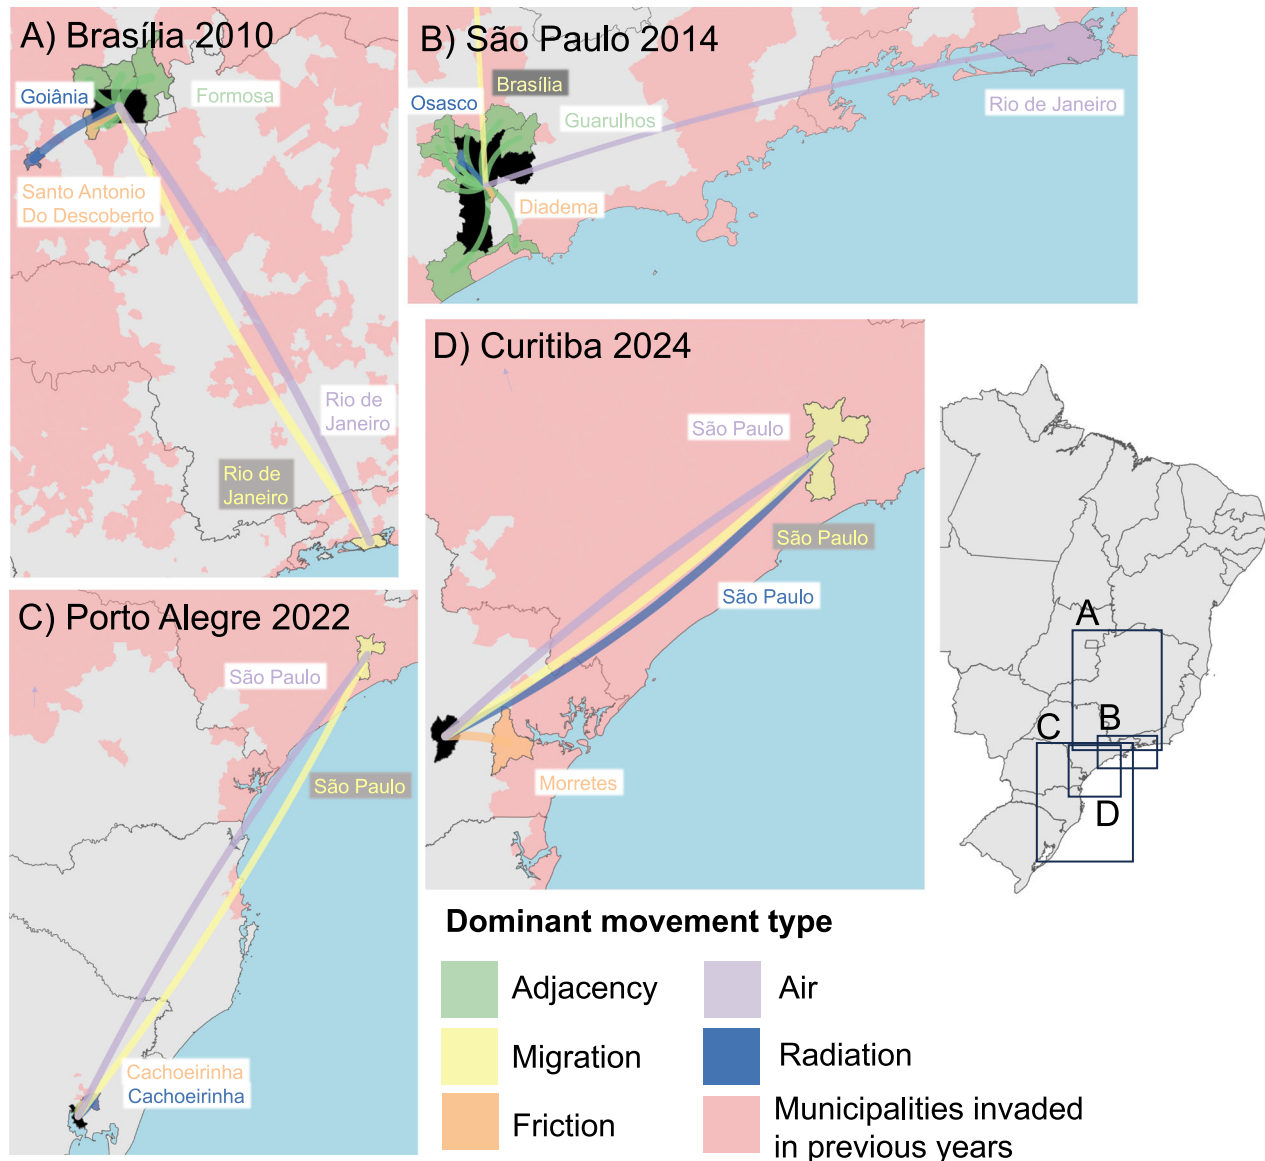 A) Brasília 2010
Goiânia
Formosa
Santo Antonio
Do Descoberto
Rio de
Janeiro
Rio de
Janeiro
B) São Paulo 2014
Brasília
Osasco
Guarulhos
Rio de Janeiro
Diadema
C) Porto Alegre 2022
São Paulo
São Paulo
Cachoeirinha
Cachoeirinha
D) Curitiba 2024
São Paulo
São Paulo
São Paulo
Morretes
A
B
C
D
Dominant movement type
Adjacency
Air
Migration
Radiation
Friction
Municipalities invaded
in previous years